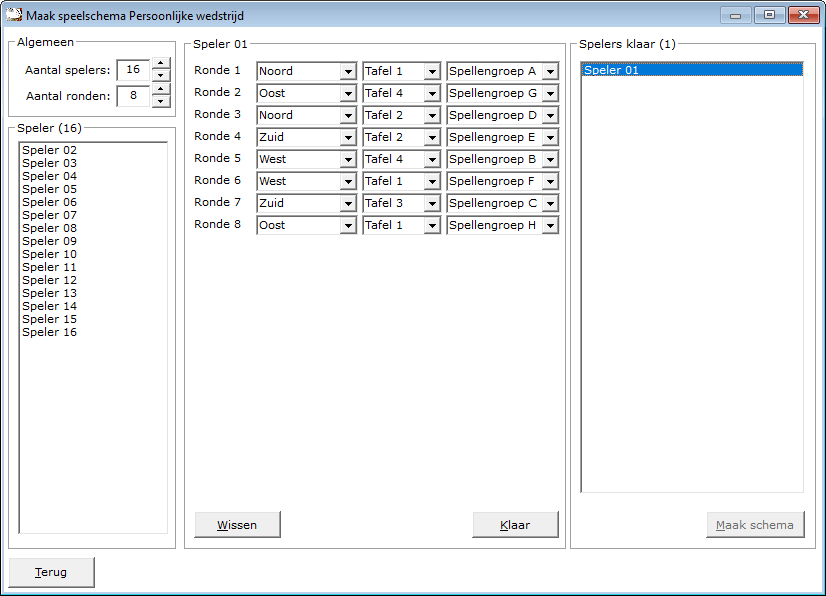 Maak speelschema Persoonlijke wedstrijd
Algemeen
Aantal spelers: 16
Aantal ronden: 8
Speler (16)
Speler 02
Speler 03
Speler 04
Speler 05
Speler 06
Speler 07
Speler 08
Speler 09
Speler 10
Speler 11
Speler 12
Speler 13
Speler 14
Speler 15
Speler 16
Speler 01
Ronde 1 Noord Tafel 1 Spellengroep A
Ronde 2 Oost Tafel 4 Spellengroep G
Ronde 3 Noord Tafel 2 Spellengroep D
Ronde 4 Zuid Tafel 2 Spellengroep E
Ronde 5 West Tafel 4 Spellengroep B
Ronde 6 West Tafel 1 Spellengroep F
Ronde 7 Zuid Tafel 3 Spellengroep C
Ronde 8 Oost Tafel 1 Spellengroep H
Wissen
Klaar
Spelers klaar (1)
Speler 01
Maak schema
Terug